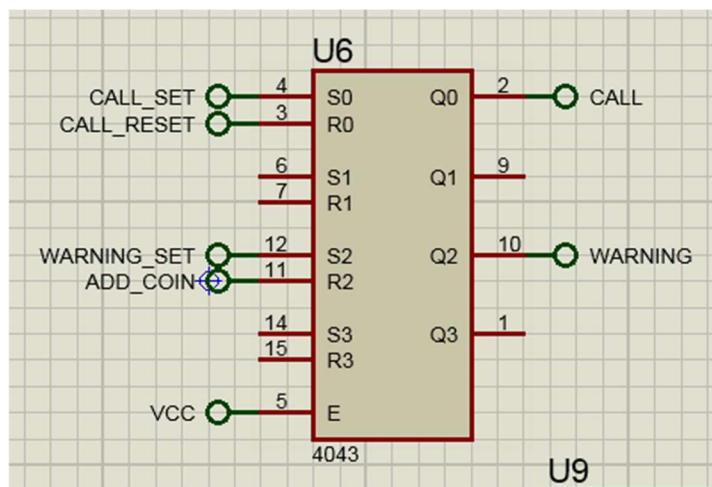 U6
CALL_SET 4 S0 Q0 2 CALL
CALL_RESET 3 R0
6 S1 Q1 9
7 R1
WARNING_SET 12 S2 Q2 10 WARNING
ADD_COIN 11 R2
14 S3 Q3 1
15 R3
VCC 5 E
4043
U9